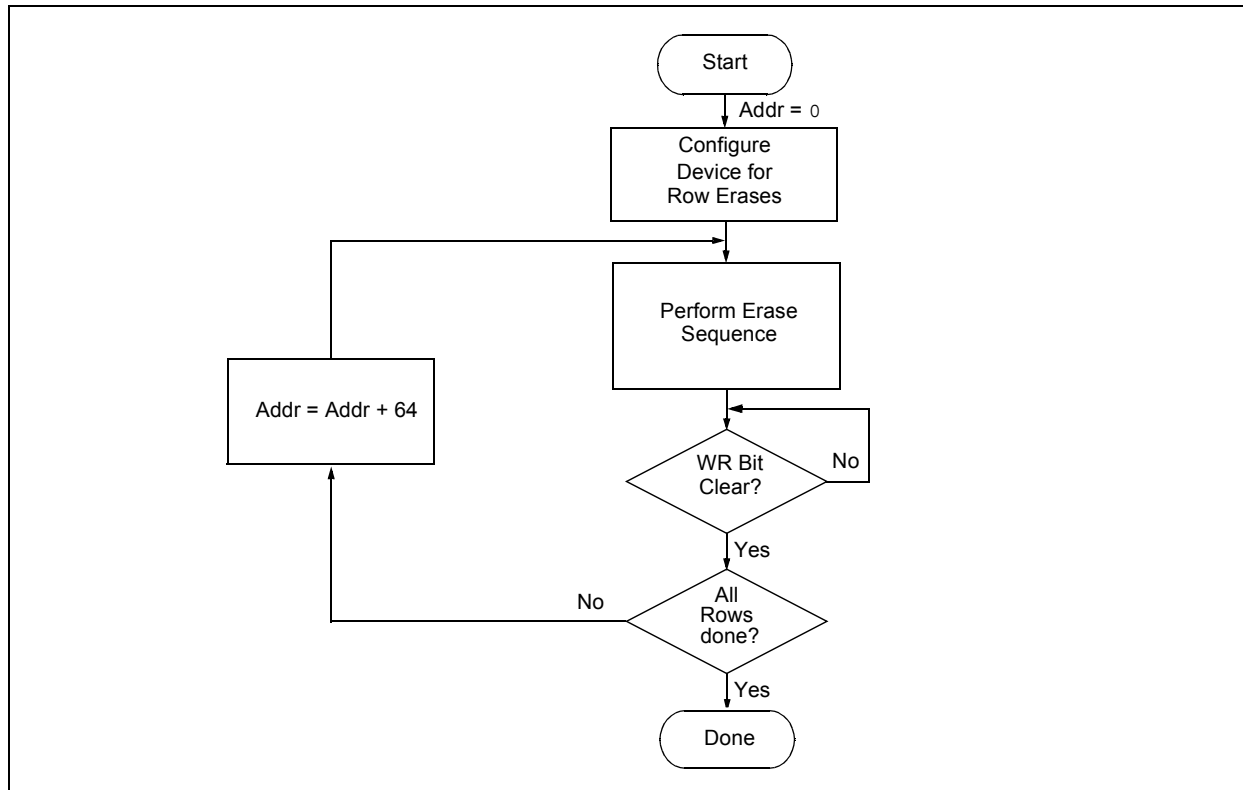 Start
Addr = 0
Configure
Device for
Row Erases
Perform Erase
Sequence
Addr = Addr + 64
WR Bit
Clear?
No
Yes
All
Rows
done?
No
Yes
Done